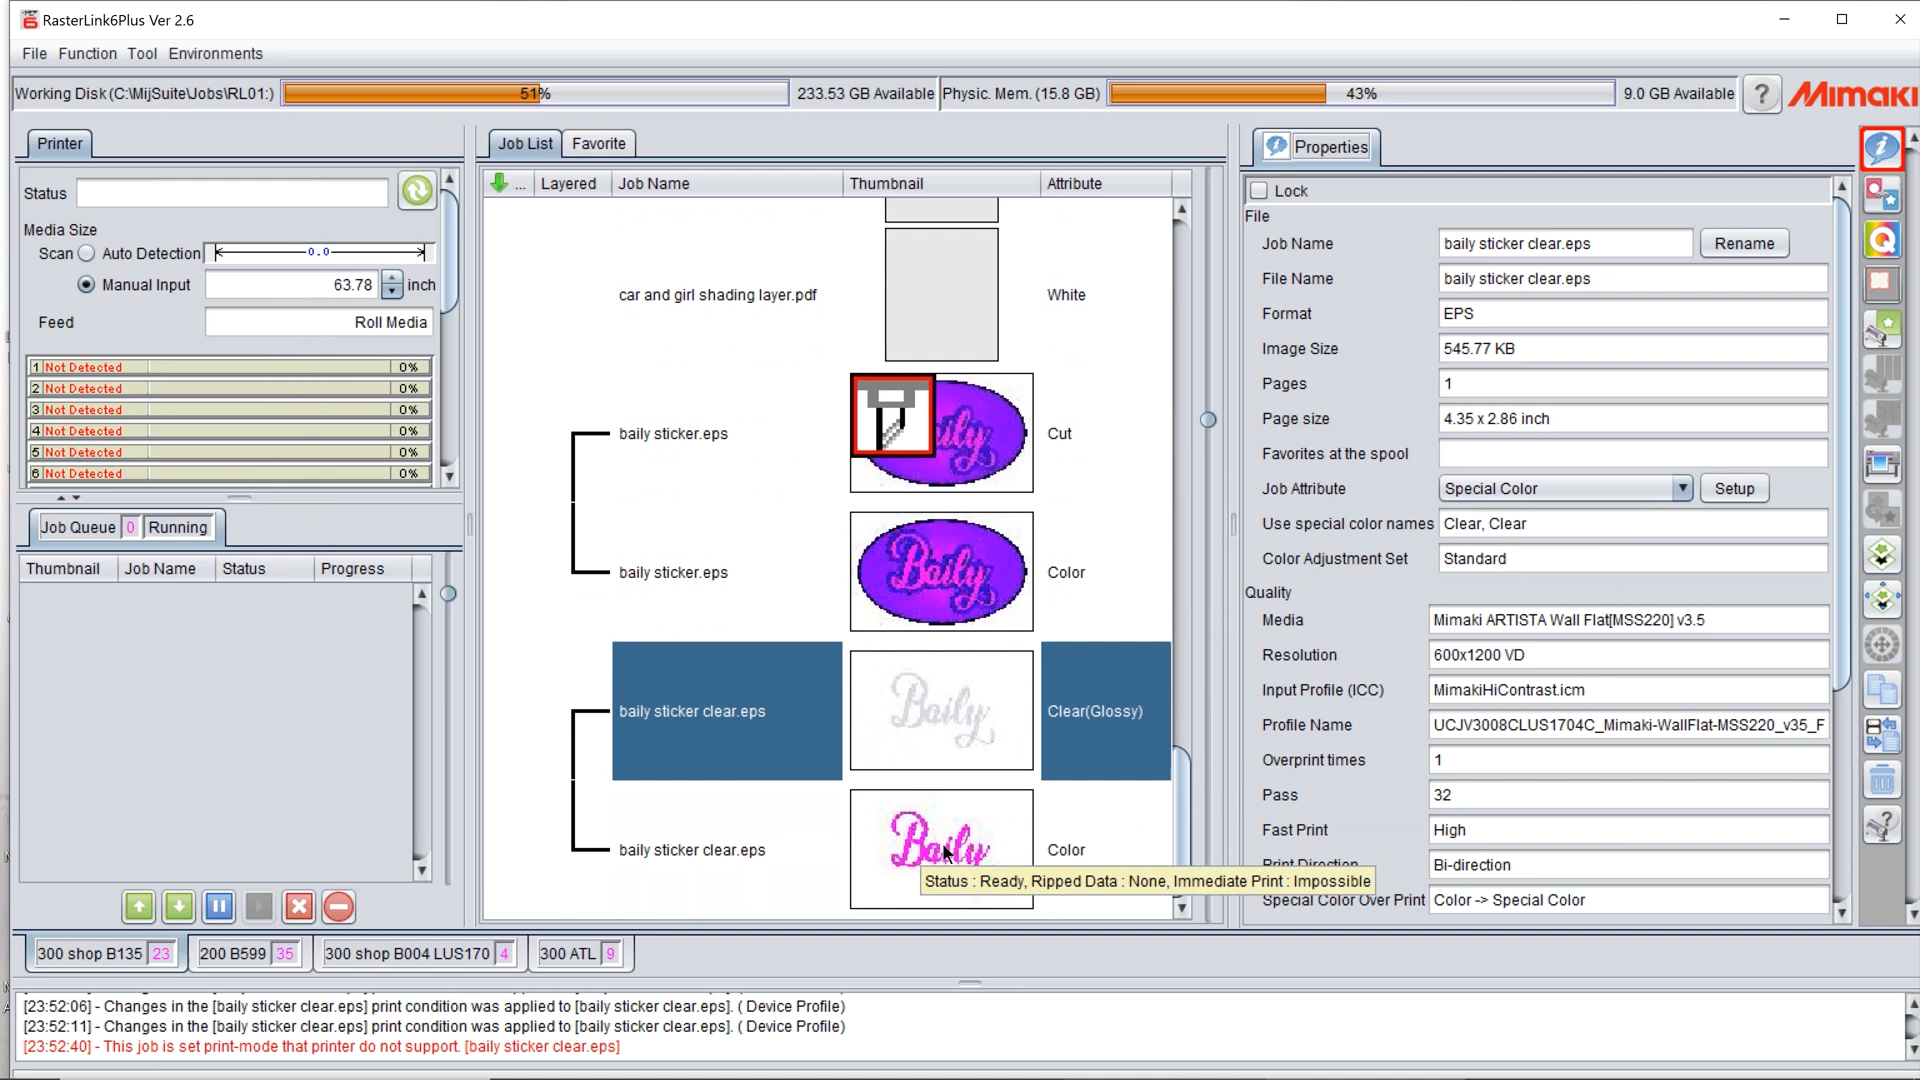 RasterLink6Plus Ver 2.6
File Function Tool Environments
Working Disk(C:\MijSuite\Jobs\RL01:) 51% 233.53 GB Available Physic. Mem. (15.8 GB) 43% 9.0 GB Available ? Mimaki
Printer
Status
Media Size
Scan Auto Detection 0.0
Manual Input 63.78 inch
Feed Roll Media
1 Not Detected 0%
2 Not Detected 0%
3 Not Detected 0%
4 Not Detected 0%
5 Not Detected 0%
6 Not Detected 0%
Job Queue 0 Running
Thumbnail Job Name Status Progress
Job List Favorite
... Layered Job Name Thumbnail Attribute
car and girl shading layer.pdf White
baily sticker.eps Cut
baily sticker.eps Baily Color
baily sticker clear.eps Baily Clear(Glossy)
baily sticker clear.eps Baily Color
Status : Ready, Ripped Data : None, Immediate Print : Impossible
Properties
Lock
File
Job Name baily sticker clear.eps Rename
File Name baily sticker clear.eps
Format EPS
Image Size 545.77 KB
Pages 1
Page size 4.35 x 2.86 inch
Favorites at the spool
Job Attribute Special Color Setup
Use special color names Clear, Clear
Color Adjustment Set Standard
Quality
Media Mimaki ARTISTA Wall Flat[MSS220] v3.5
Resolution 600x1200 VD
Input Profile (ICC) MimakiHiContrast.icm
Profile Name UCJV3008CLUS1704C_Mimaki-WallFlat-MSS220_v35_F
Overprint times 1
Pass 32
Fast Print High
Print Direction Bi-direction
Special Color Over Print Color -> Special Color
300 shop B135 23 200 B599 35 300 shop B004 LUS170 4 300 ATL 9
[23:52:06] - Changes in the [baily sticker clear.eps] print condition was applied to [baily sticker clear.eps]. ( Device Profile)
[23:52:11] - Changes in the [baily sticker clear.eps] print condition was applied to [baily sticker clear.eps]. ( Device Profile)
[23:52:40] - This job is set print-mode that printer do not support. [baily sticker clear.eps]